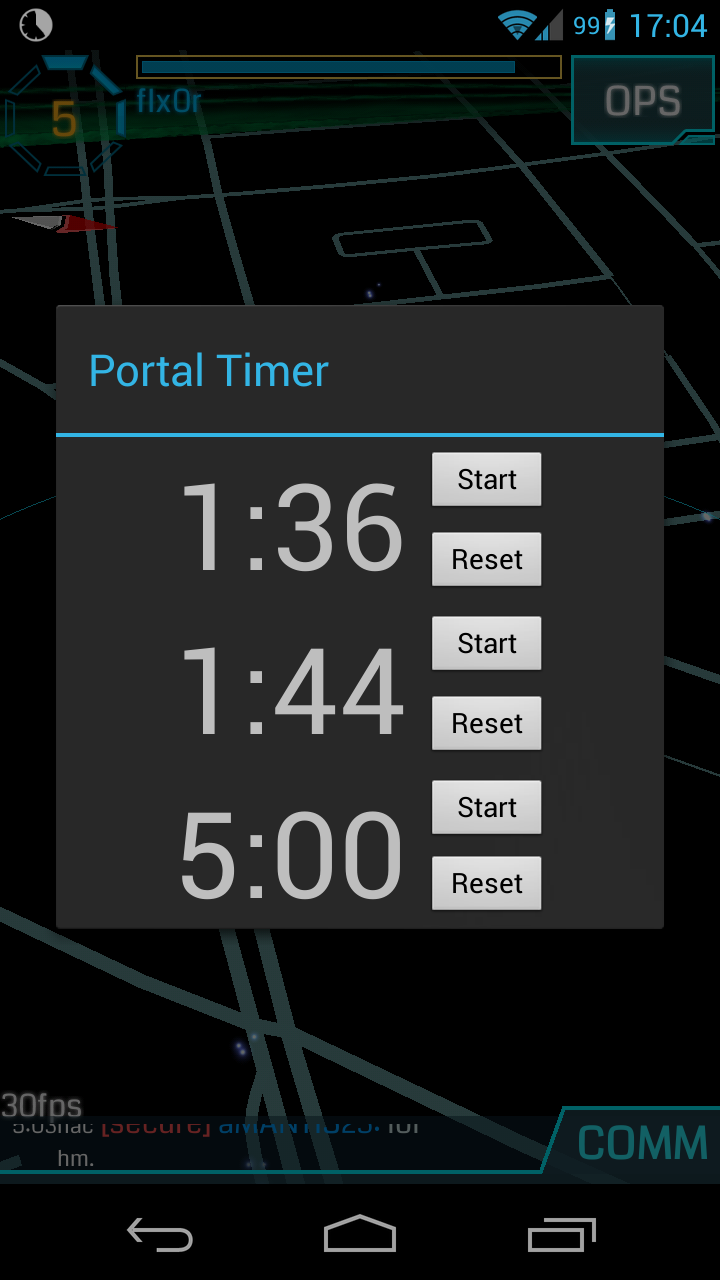 99 17:04
5 flx0r OPS
Portal Timer
1:36
Start
Reset
1:44
Start
Reset
5:00
Start
Reset
30fps
[secure]
hm.
COMM